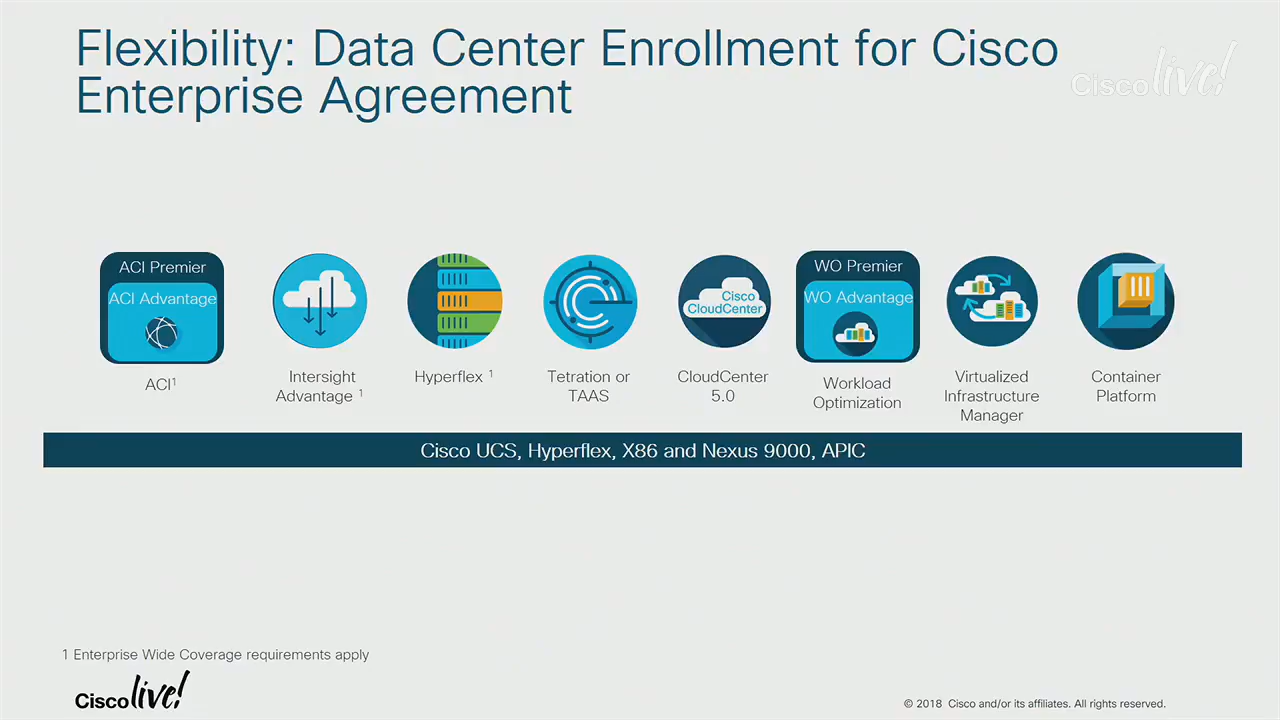 Flexibility: Data Center Enrollment for Cisco
Enterprise Agreement
Cisco live!
ACI Premier
ACI Advantage
ACI¹
Intersight
Advantage ¹
Hyperflex ¹
Tetration or
TAAS
Cisco
CloudCenter
CloudCenter
5.0
WO Premier
WO Advantage
Workload
Optimization
Virtualized
Infrastructure
Manager
Container
Platform
Cisco UCS, Hyperflex, X86 and Nexus 9000, APIC
1 Enterprise Wide Coverage requirements apply
Cisco live!
© 2018 Cisco and/or its affiliates. All rights reserved.